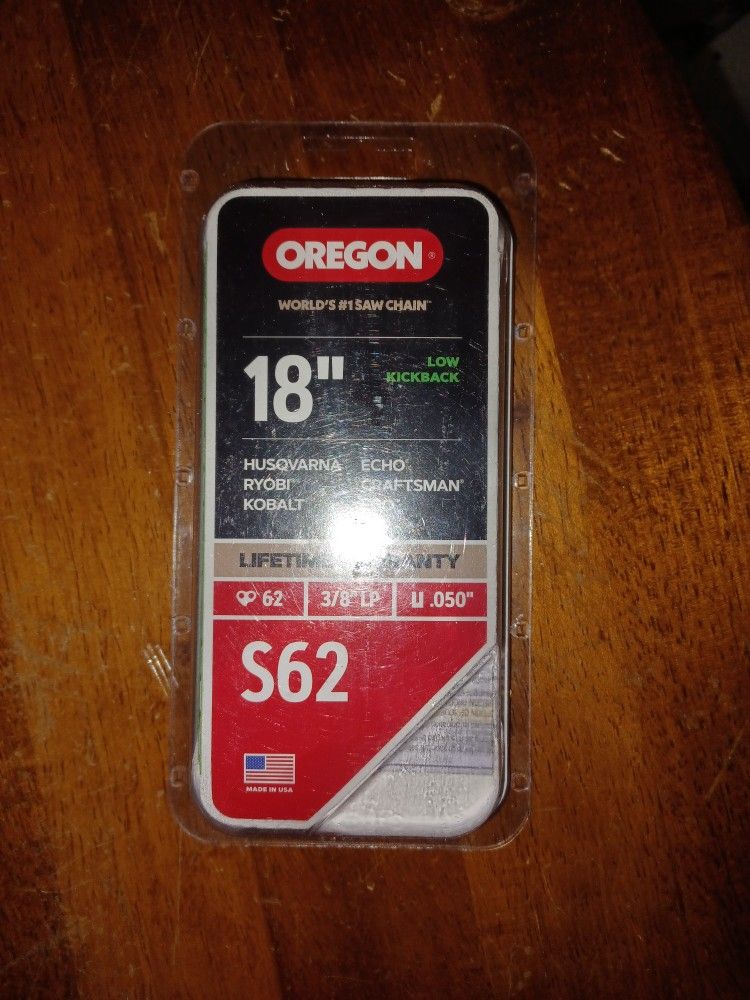 OREGON®
WORLD'S #1 SAW CHAIN™
18"
LOW
KICKBACK
HUSQVARNA ECHO
RYOBI CRAFTSMAN®
KOBALT
LIFETIME
62 3/8" LP .050"
S62
MADE IN USA